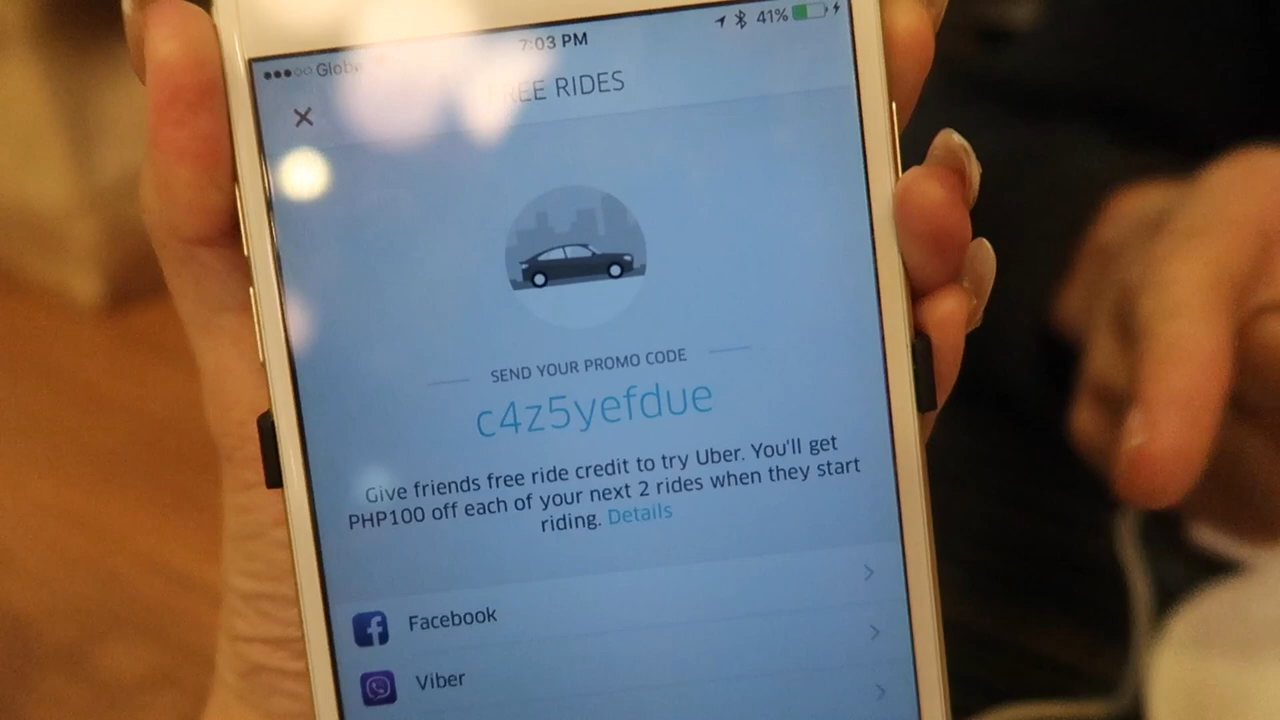 7:03 PM
41%
RIDES
SEND YOUR PROMO CODE
c4z5yefdue
Give friends free ride credit to try Uber. You'll get
PHP100 off each of your next 2 rides when they start
riding. Details
Facebook
Viber